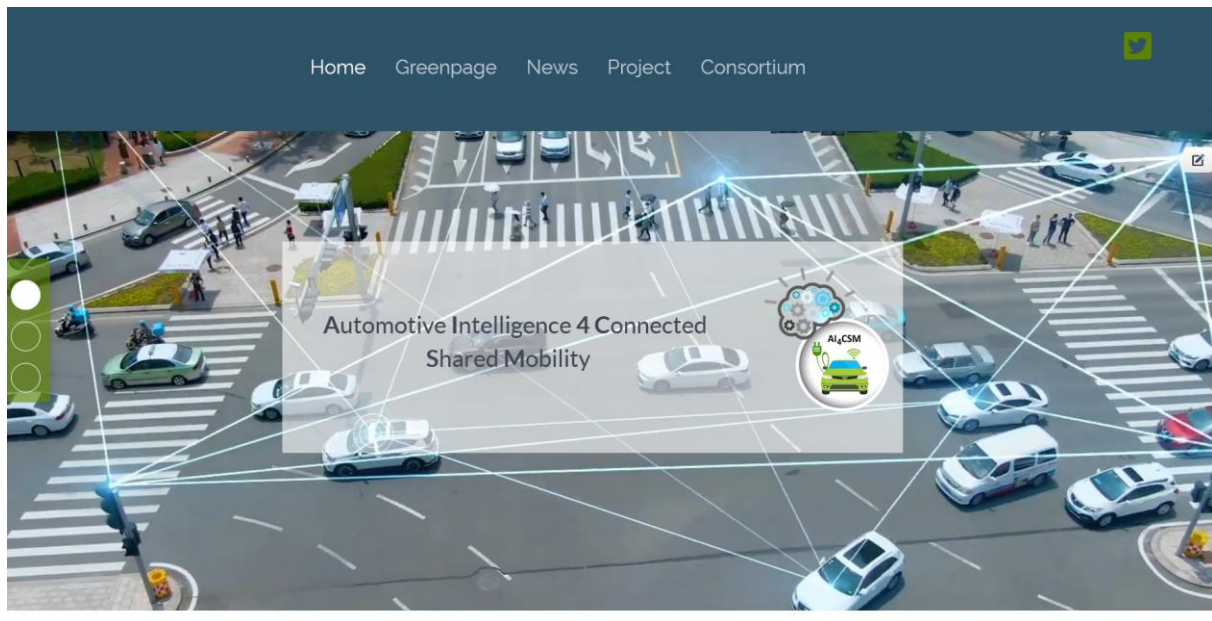 Home Greenpage News Project Consortium
Automotive Intelligence 4 Connected
Shared Mobility
AI₄CSM